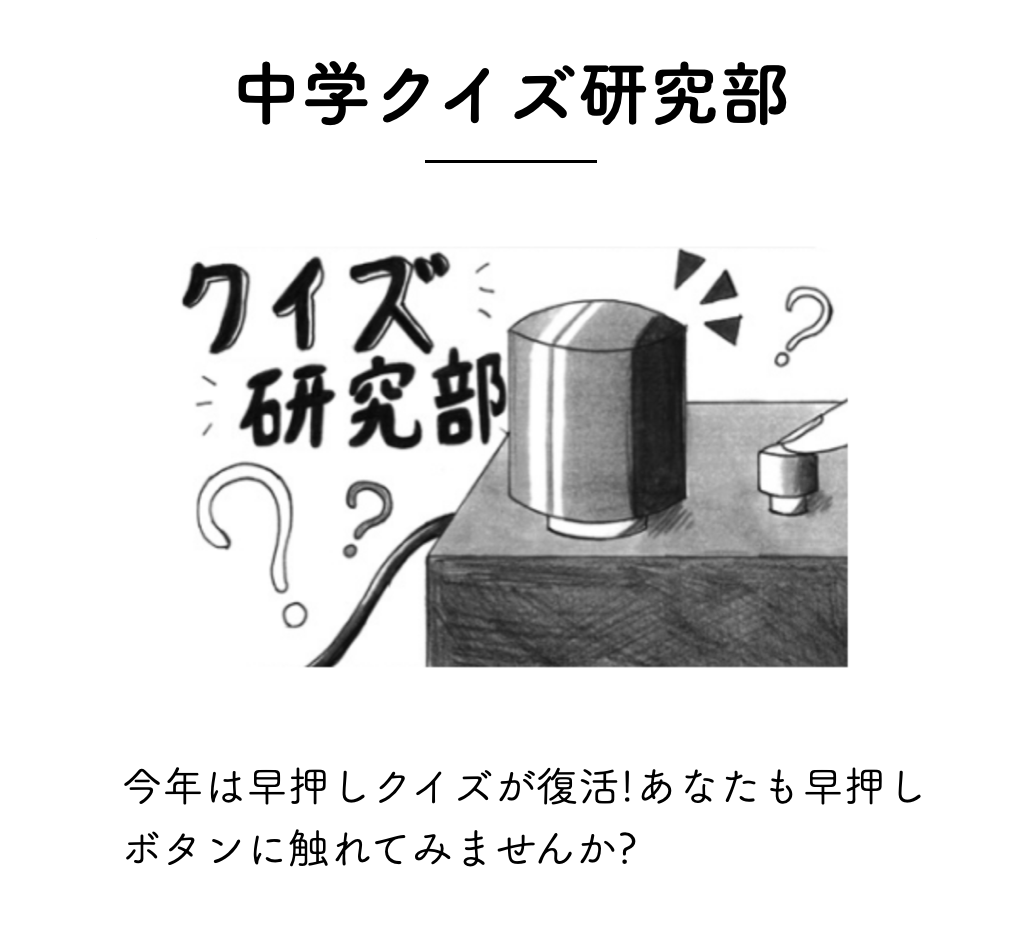 中学クイズ研究部
クイズ
研究部
今年は早押しクイズが復活!あなたも早押し
ボタンに触れてみませんか?